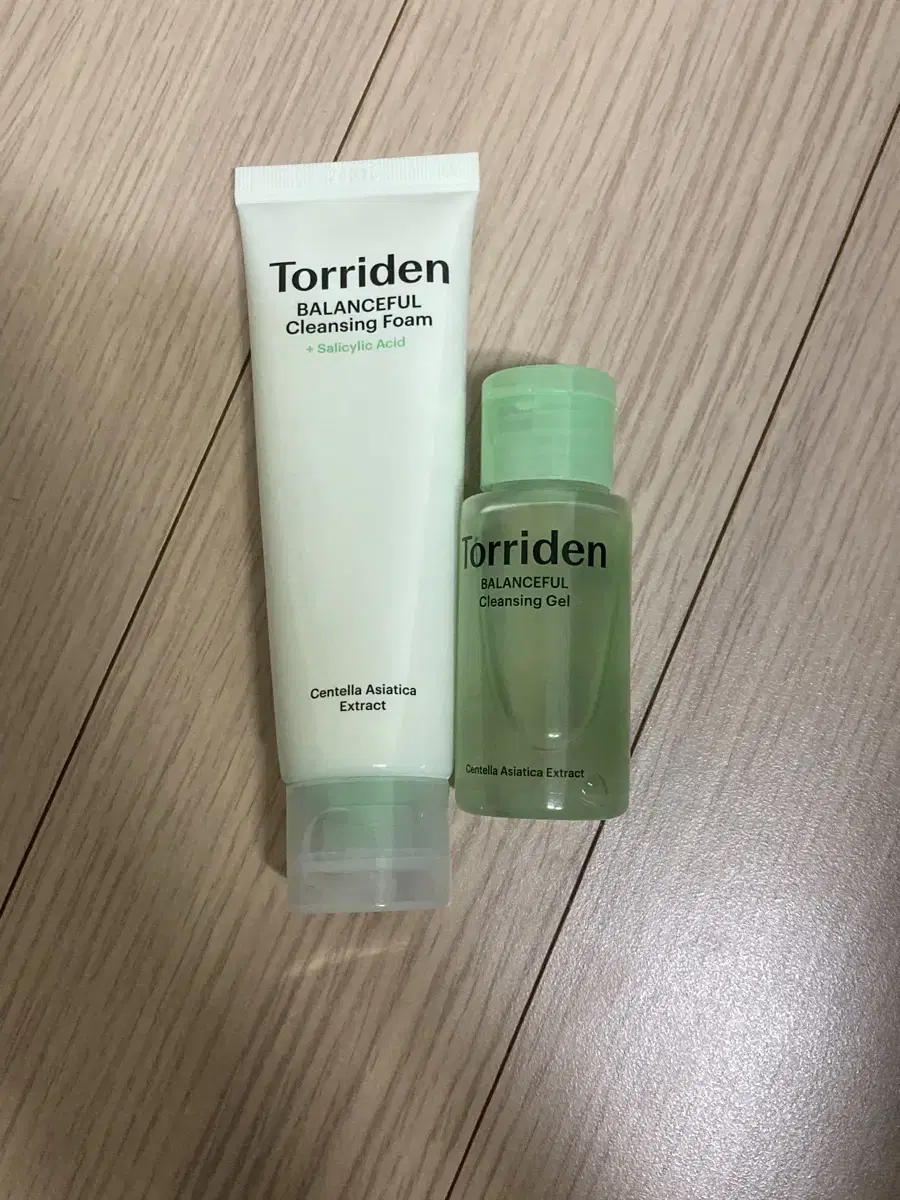 Torriden
BALANCEFUL
Cleansing Foam
+ Salicylic Acid
Centella Asiatica
Extract
Torriden
BALANCEFUL
Cleansing Gel
Centella Asiatica Extract